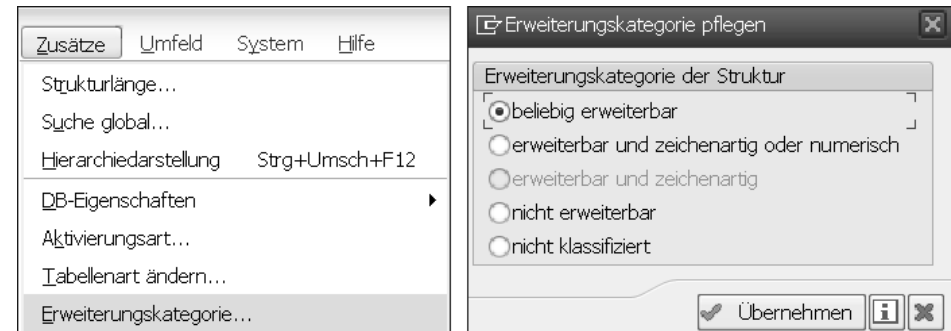 Zusätze Umfeld System Hilfe
Strukturlänge...
Suche global...
Hierarchiedarstellung Strg+Umsch+F12
DB-Eigenschaften
Aktivierungsart...
Tabellenart ändern...
Erweiterungskategorie...
Erweiterungskategorie pflegen
Erweiterungskategorie der Struktur
beliebig erweiterbar
erweiterbar und zeichenartig oder numerisch
erweiterbar und zeichenartig
nicht erweiterbar
nicht klassifiziert
Übernehmen